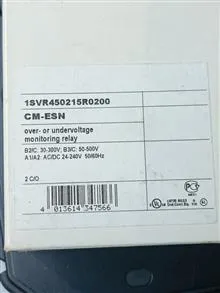 1SVR450215R0200
CM-ESN
over- or undervoltage
monitoring relay
B2/C: 30-300V; B3/C: 50-500V
A1/A2: AC/DC 24-240V 50/60Hz
2 C/O
4 013614 347566